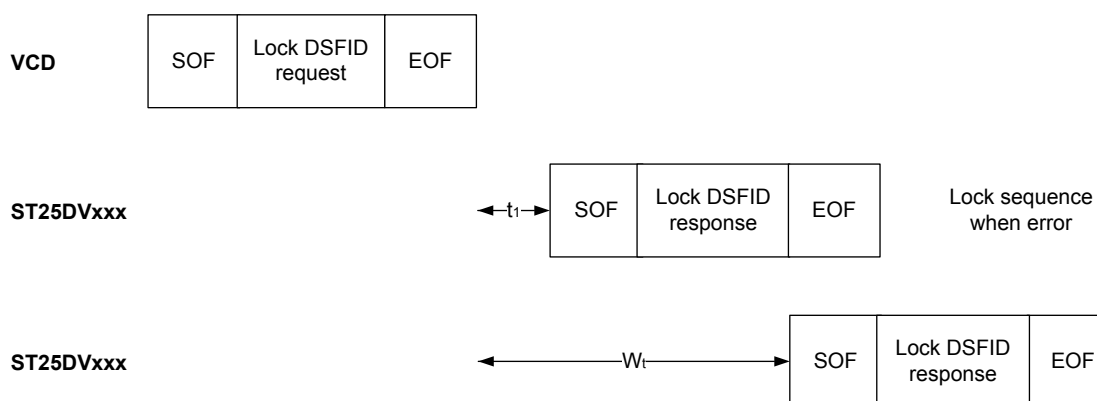 VCD
SOF
Lock DSFID
request
EOF
ST25DVxxx
t1
SOF
Lock DSFID
response
EOF
Lock sequence
when error
ST25DVxxx
Wt
SOF
Lock DSFID
response
EOF